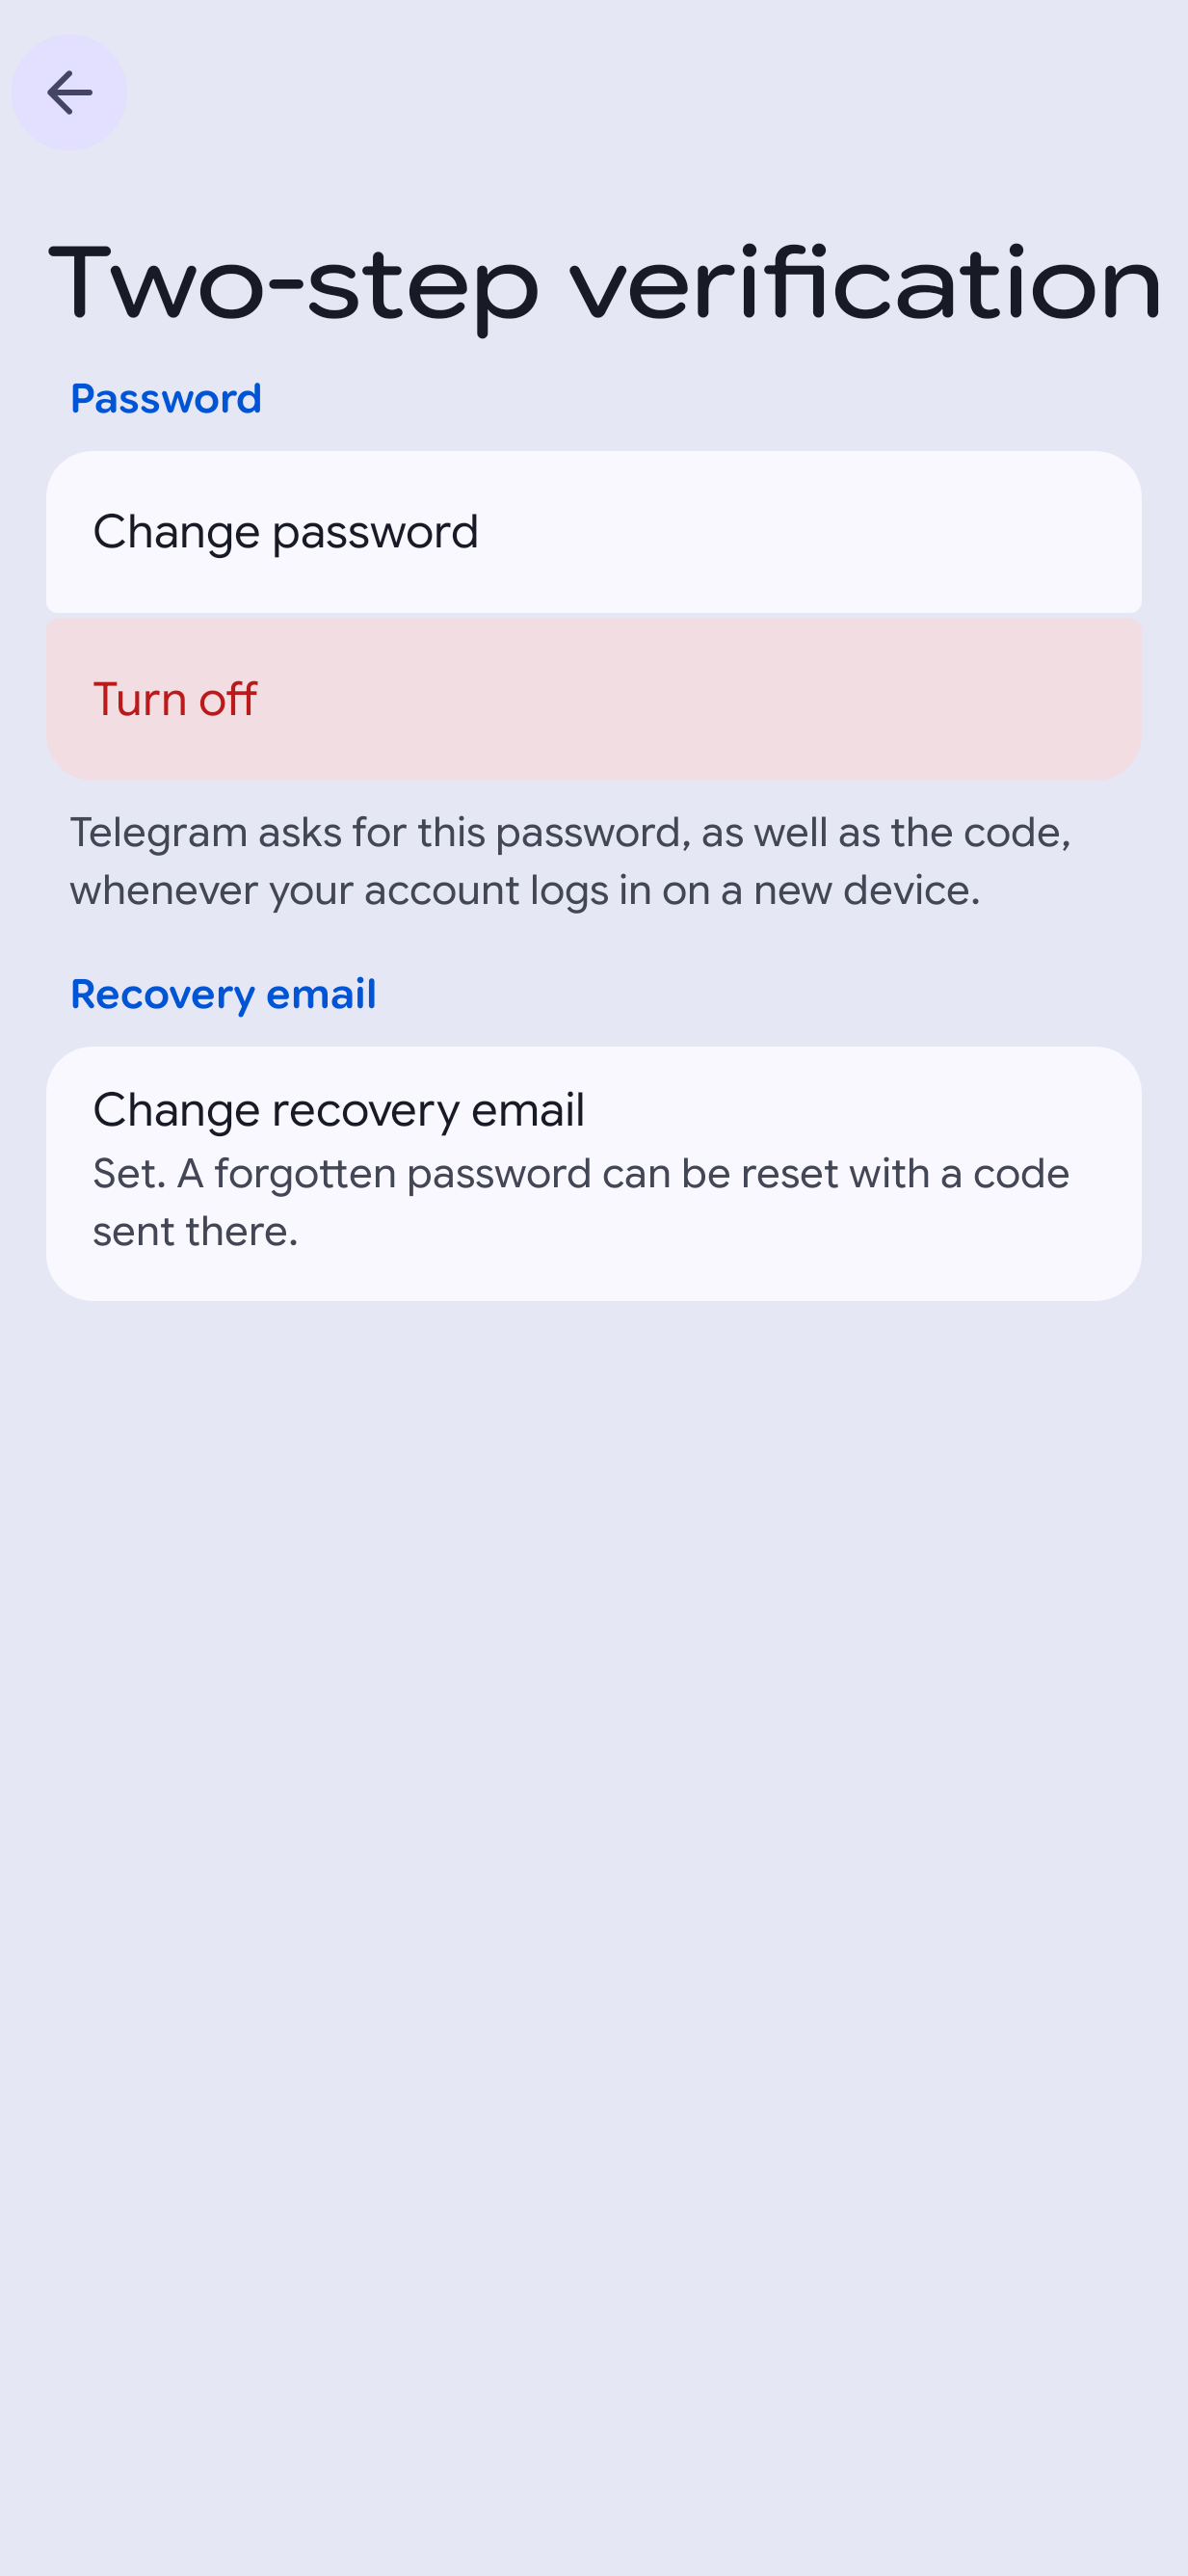 Two-step verification
Password
Change password
Turn off
Telegram asks for this password, as well as the code,
whenever your account logs in on a new device.
Recovery email
Change recovery email
Set. A forgotten password can be reset with a code
sent there.